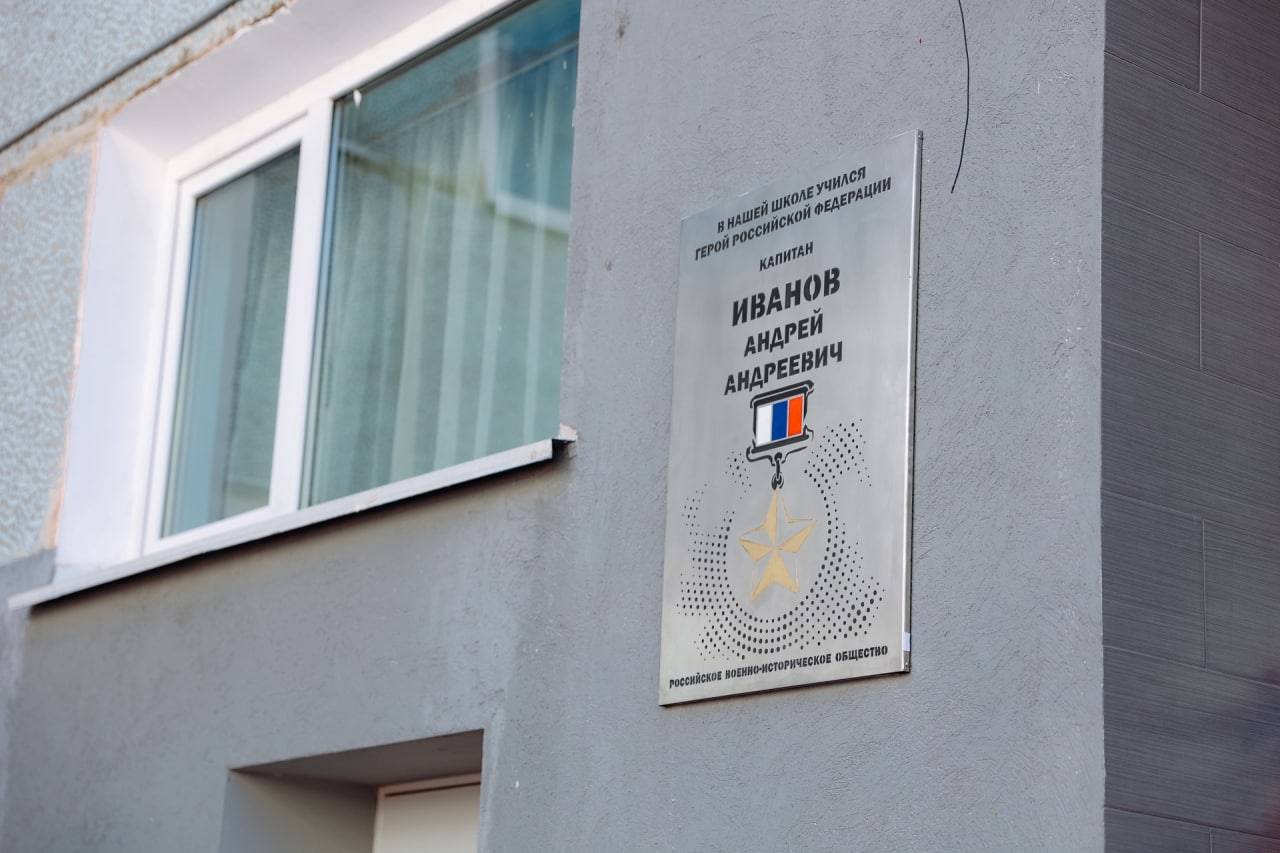 В НАШЕЙ ШКОЛЕ УЧИЛСЯ
ГЕРОЙ РОССИЙСКОЙ ФЕДЕРАЦИИ
КАПИТАН
ИВАНОВ
АНДРЕЙ
АНДРЕЕВИЧ
РОССИЙСКОЕ ВОЕННО-ИСТОРИЧЕСКОЕ ОБЩЕСТВО